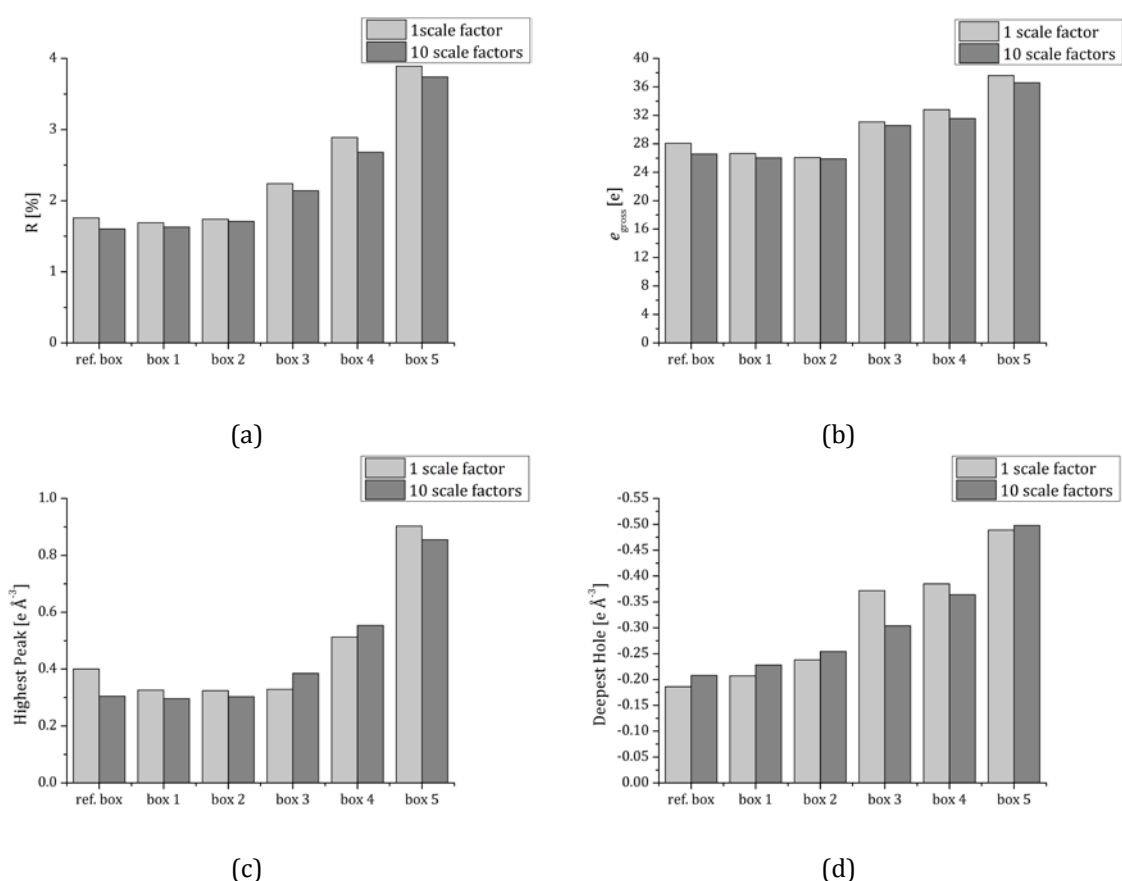 1scale factor
10 scale factors
4
3
2
1
0
R [%]
ref. box box 1 box 2 box 3 box 4 box 5
(a)
1 scale factor
10 scale factors
40
36
32
28
24
20
16
12
8
4
0
e gross [e]
ref. box box 1 box 2 box 3 box 4 box 5
(b)
1 scale factor
10 scale factors
1.0
0.8
0.6
0.4
0.2
0.0
Highest Peak [e Å⁻³]
ref. box box 1 box 2 box 3 box 4 box 5
(c)
1 scale factor
10 scale factors
-0.55
-0.50
-0.45
-0.40
-0.35
-0.30
-0.25
-0.20
-0.15
-0.10
-0.05
0.00
Deepest Hole [e Å⁻³]
ref. box box 1 box 2 box 3 box 4 box 5
(d)